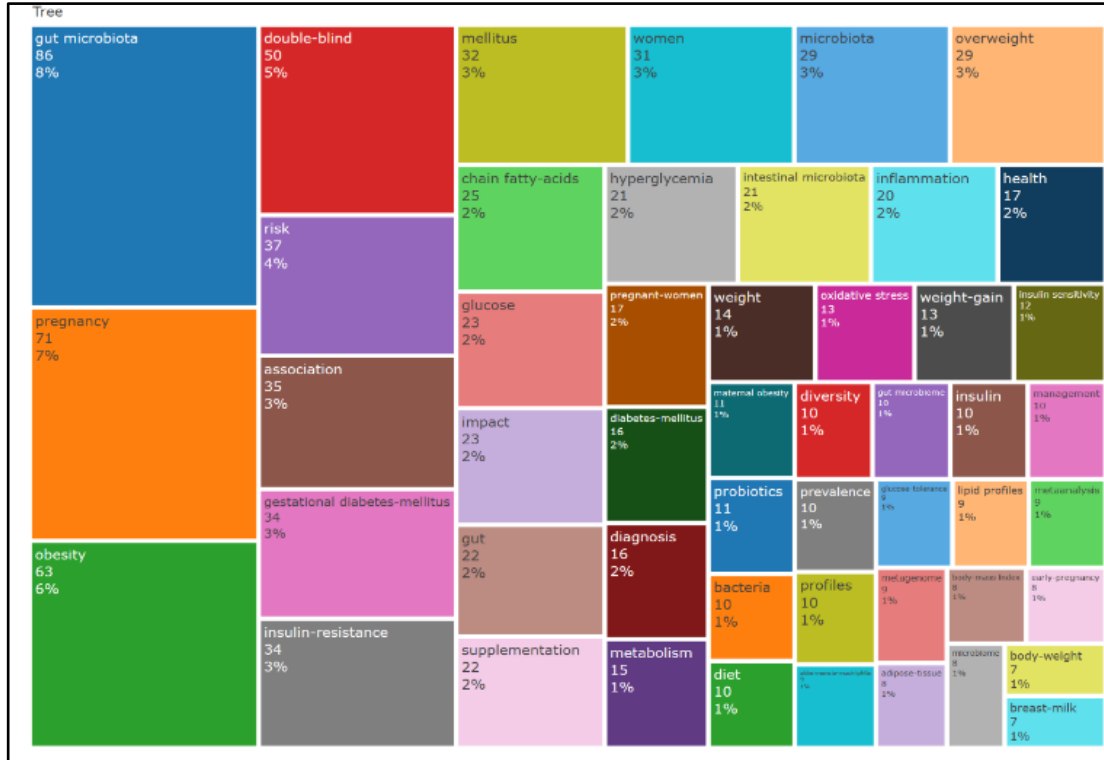 Tree
gut microbiota
86
8%
pregnancy
71
7%
obesity
63
6%
double-blind
50
5%
risk
37
4%
association
35
3%
gestational diabetes-mellitus
34
3%
insulin-resistance
34
3%
mellitus
32
3%
women
31
3%
microbiota
29
3%
overweight
29
3%
chain fatty-acids
25
2%
glucose
23
2%
impact
23
2%
gut
22
2%
supplementation
22
2%
hyperglycemia
21
2%
intestinal microbiota
21
2%
inflammation
20
2%
health
17
2%
pregnant-women
17
2%
diabetes-mellitus
16
2%
diagnosis
16
2%
metabolism
15
1%
weight
14
1%
oxidative stress
13
1%
weight-gain
13
1%
insulin sensitivity
12
1%
maternal obesity
11
1%
probiotics
11
1%
bacteria
10
1%
diet
10
1%
diversity
10
1%
prevalence
10
1%
profiles
10
1%
gut microbiome
10
1%
insulin
10
1%
management
10
1%
glucose tolerance
9
1%
lipid profiles
9
1%
metaanalysis
9
1%
metagenome
9
1%
adipose-tissue
8
1%
body-mass index
8
1%
early-pregnancy
8
1%
microbiome
8
1%
body-weight
7
1%
breast-milk
7
1%